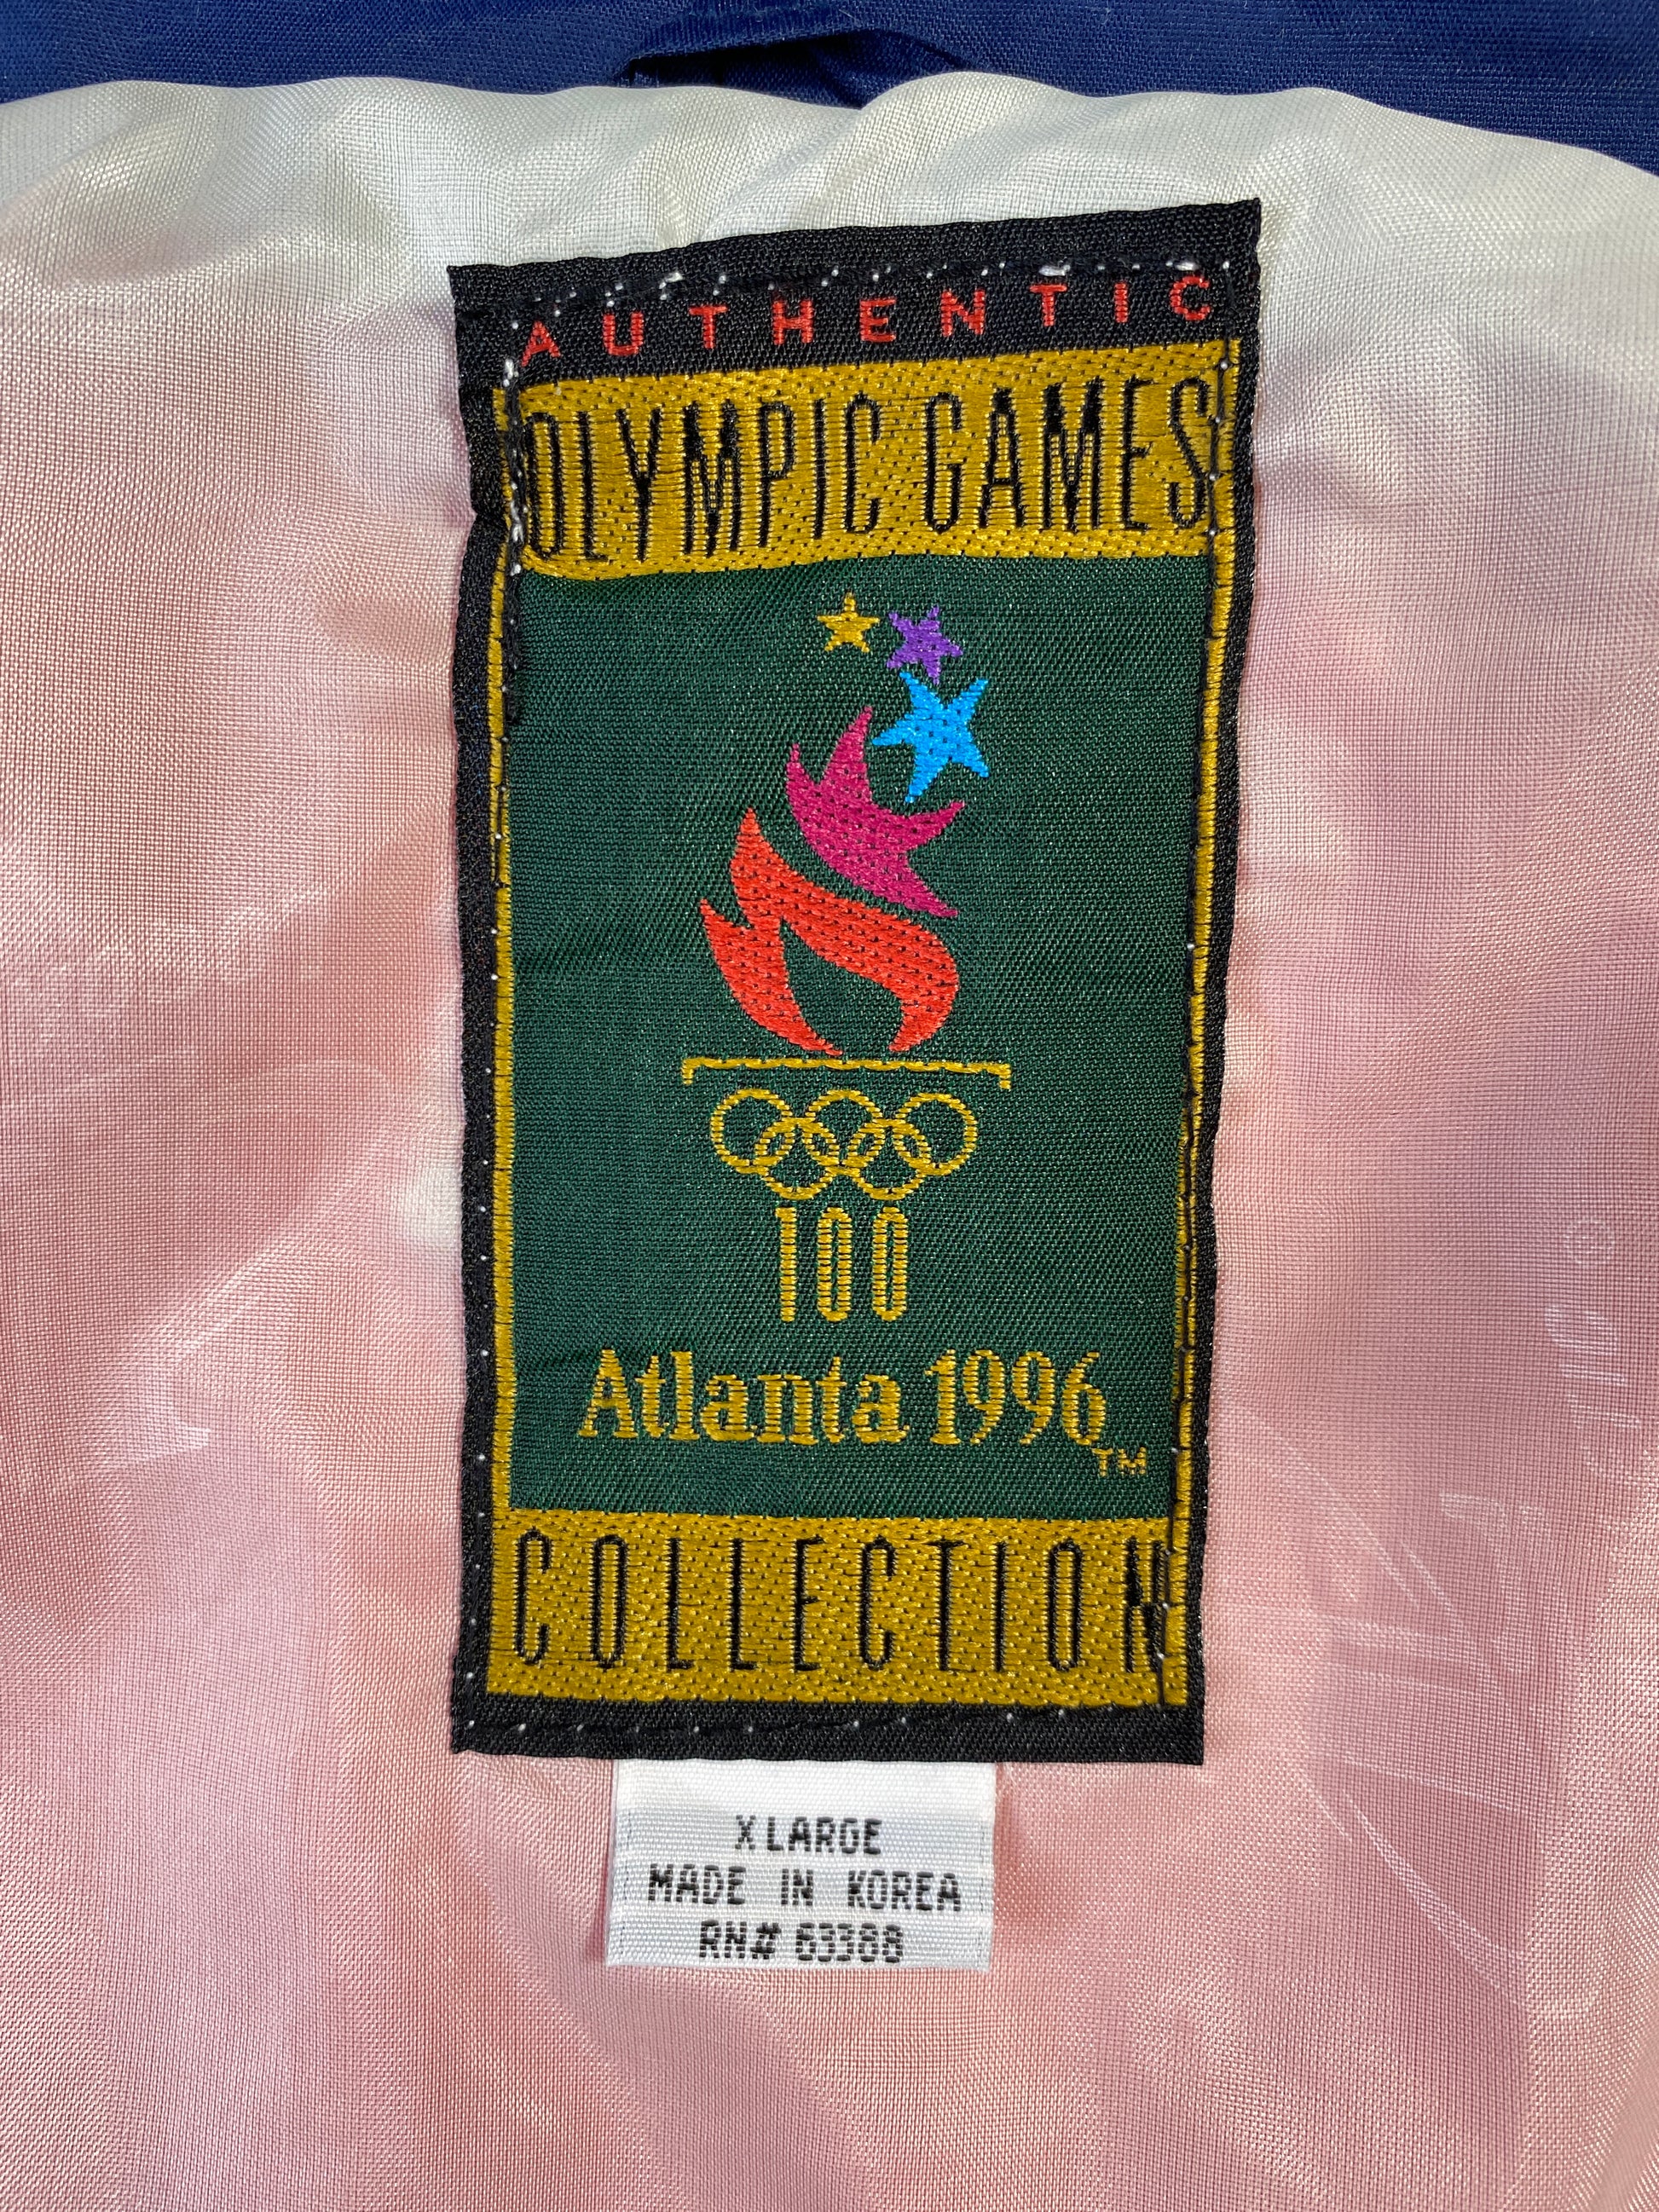 AUTHENTIC
OLYMPIC GAMES
100
Atlanta 1996
TM
COLLECTION
X LARGE
MADE IN KOREA
RN# 63388